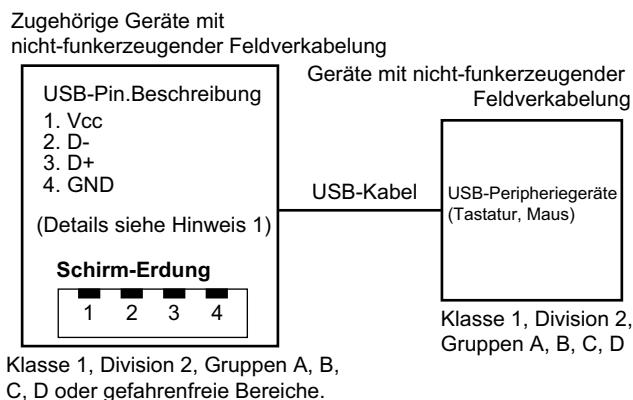 Zugehörige Geräte mit
nicht-funkerzeugender Feldverkabelung
Geräte mit nicht-funkerzeugender
Feldverkabelung
USB-Pin.Beschreibung
1. Vcc
2. D-
3. D+
4. GND
(Details siehe Hinweis 1)
Schirm-Erdung
1 2 3 4
USB-Kabel
USB-Peripheriegeräte
(Tastatur, Maus)
Klasse 1, Division 2, Gruppen A, B,
C, D oder gefahrenfreie Bereiche.
Klasse 1, Division 2,
Gruppen A, B, C, D